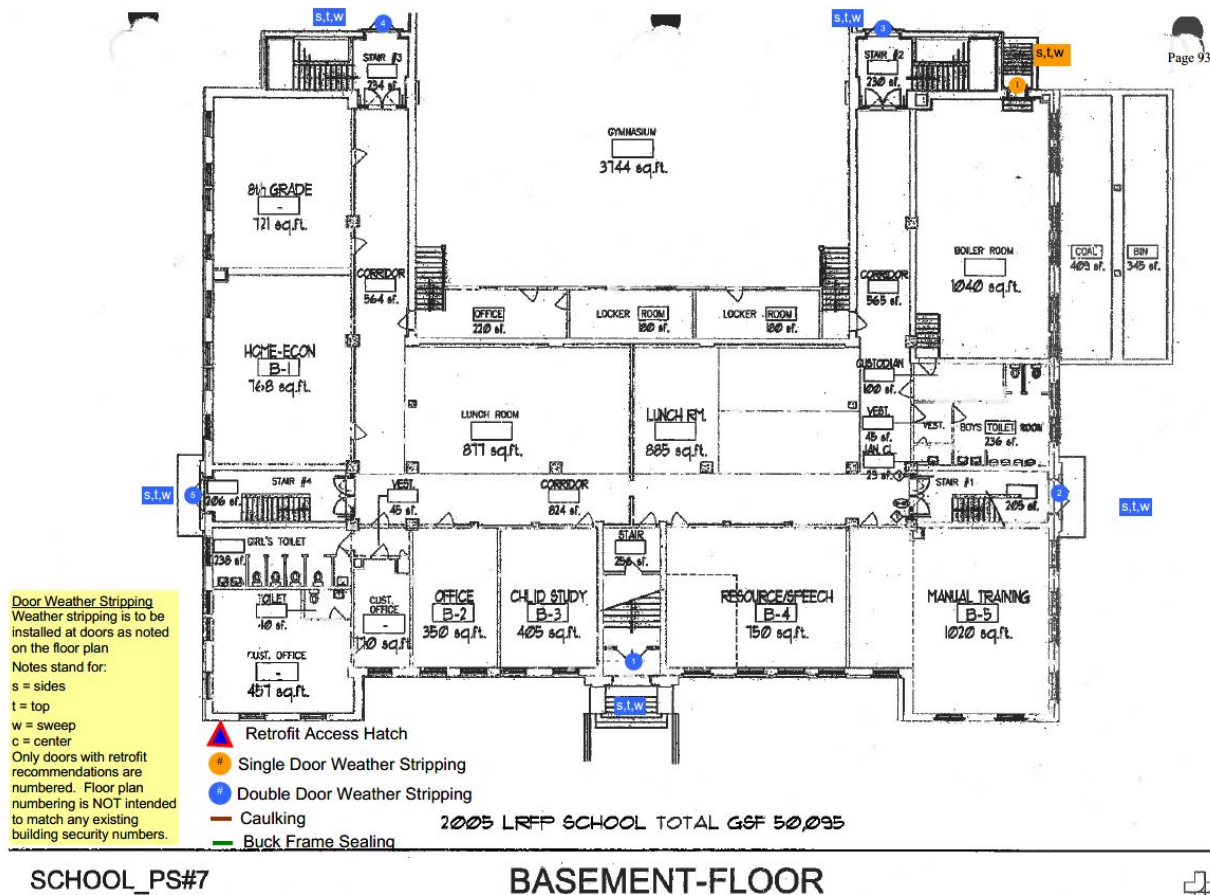 s,t,w
4
s,t,w
3
s,t,w
1
Page 93
STAIR #3
234 sf.
STAIR #2
230 sf.
GYMNASIUM
3744 sq.ft.
8th GRADE
-
721 sq.ft.
CORRIDOR
564 sf.
CORRIDOR
565 sf.
BOILER ROOM
1040 sq.ft.
COAL
409 sf.
BIN
345 sf.
OFFICE
220 sf.
LOCKER ROOM
180 sf.
LOCKER ROOM
180 sf.
HOME-ECON
B-1
768 sq.ft.
LUNCH ROOM
877 sq.ft.
LUNCH RM.
885 sq.ft.
CUSTODIAN
100 sf.
VEST.
45 sf.
JAN. CL.
23 sf.
VEST.
BOYS TOILET ROOM
236 sf.
s,t,w
5
STAIR #4
206 sf.
VEST.
45 sf.
CORRIDOR
824 sf.
STAIR #1
205 sf.
2
s,t,w
GIRL'S TOILET
238 sf.
STAIR
256 sf.
TOILET
40 sf.
CUST. OFFICE
-
457 sq.ft.
CUST.
OFFICE
-
OFFICE
B-2
350 sq.ft.
CHLID STUDY
B-3
405 sq.ft.
RESOURCE/SPEECH
B-4
750 sq.ft.
MANUAL TRAINING
B-5
1020 sq.ft.
1
s,t,w
Door Weather Stripping
Weather stripping is to be
installed at doors as noted
on the floor plan
Notes stand for:
s = sides
t = top
w = sweep
c = center
Only doors with retrofit
recommendations are
numbered. Floor plan
numbering is NOT intended
to match any existing
building security numbers.
Retrofit Access Hatch
# Single Door Weather Stripping
# Double Door Weather Stripping
Caulking
Buck Frame Sealing
2005 LRFP SCHOOL TOTAL GSF 50,095
SCHOOL_PS#7
BASEMENT-FLOOR